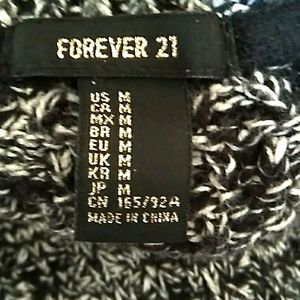 FOREVER 21
US M
CA M
MX M
BR M
EU M
UK M
KR M
JP M
CN 165/92A
MADE IN CHINA